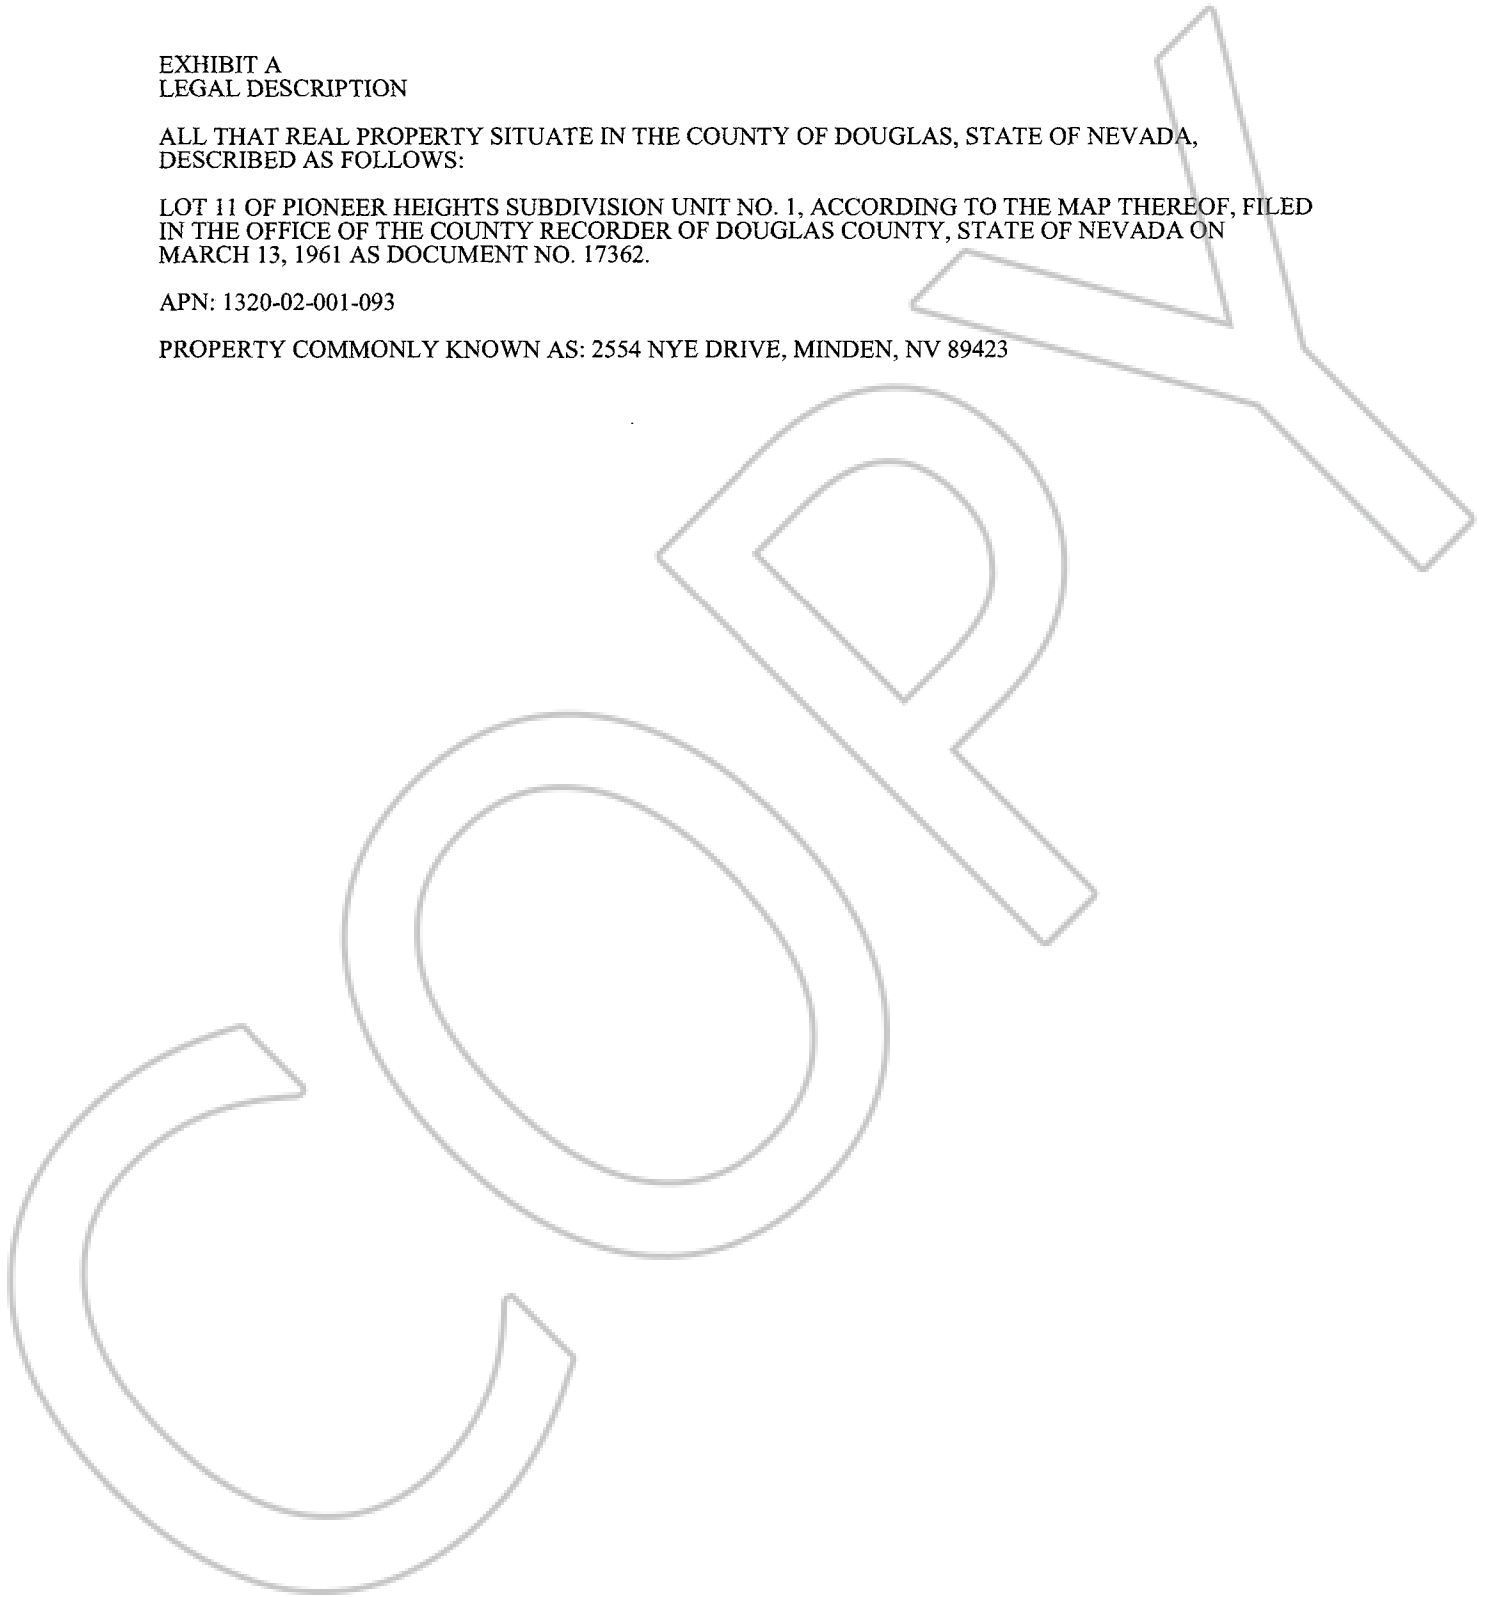 EXHIBIT A
LEGAL DESCRIPTION
ALL THAT REAL PROPERTY SITUATE IN THE COUNTY OF DOUGLAS, STATE OF NEVADA,
DESCRIBED AS FOLLOWS:
LOT 11 OF PIONEER HEIGHTS SUBDIVISION UNIT NO. 1, ACCORDING TO THE MAP THEREOF, FILED
IN THE OFFICE OF THE COUNTY RECORDER OF DOUGLAS COUNTY, STATE OF NEVADA ON
MARCH 13, 1961 AS DOCUMENT NO. 17362.
APN: 1320-02-001-093
PROPERTY COMMONLY KNOWN AS: 2554 NYE DRIVE, MINDEN, NV 89423
COPY